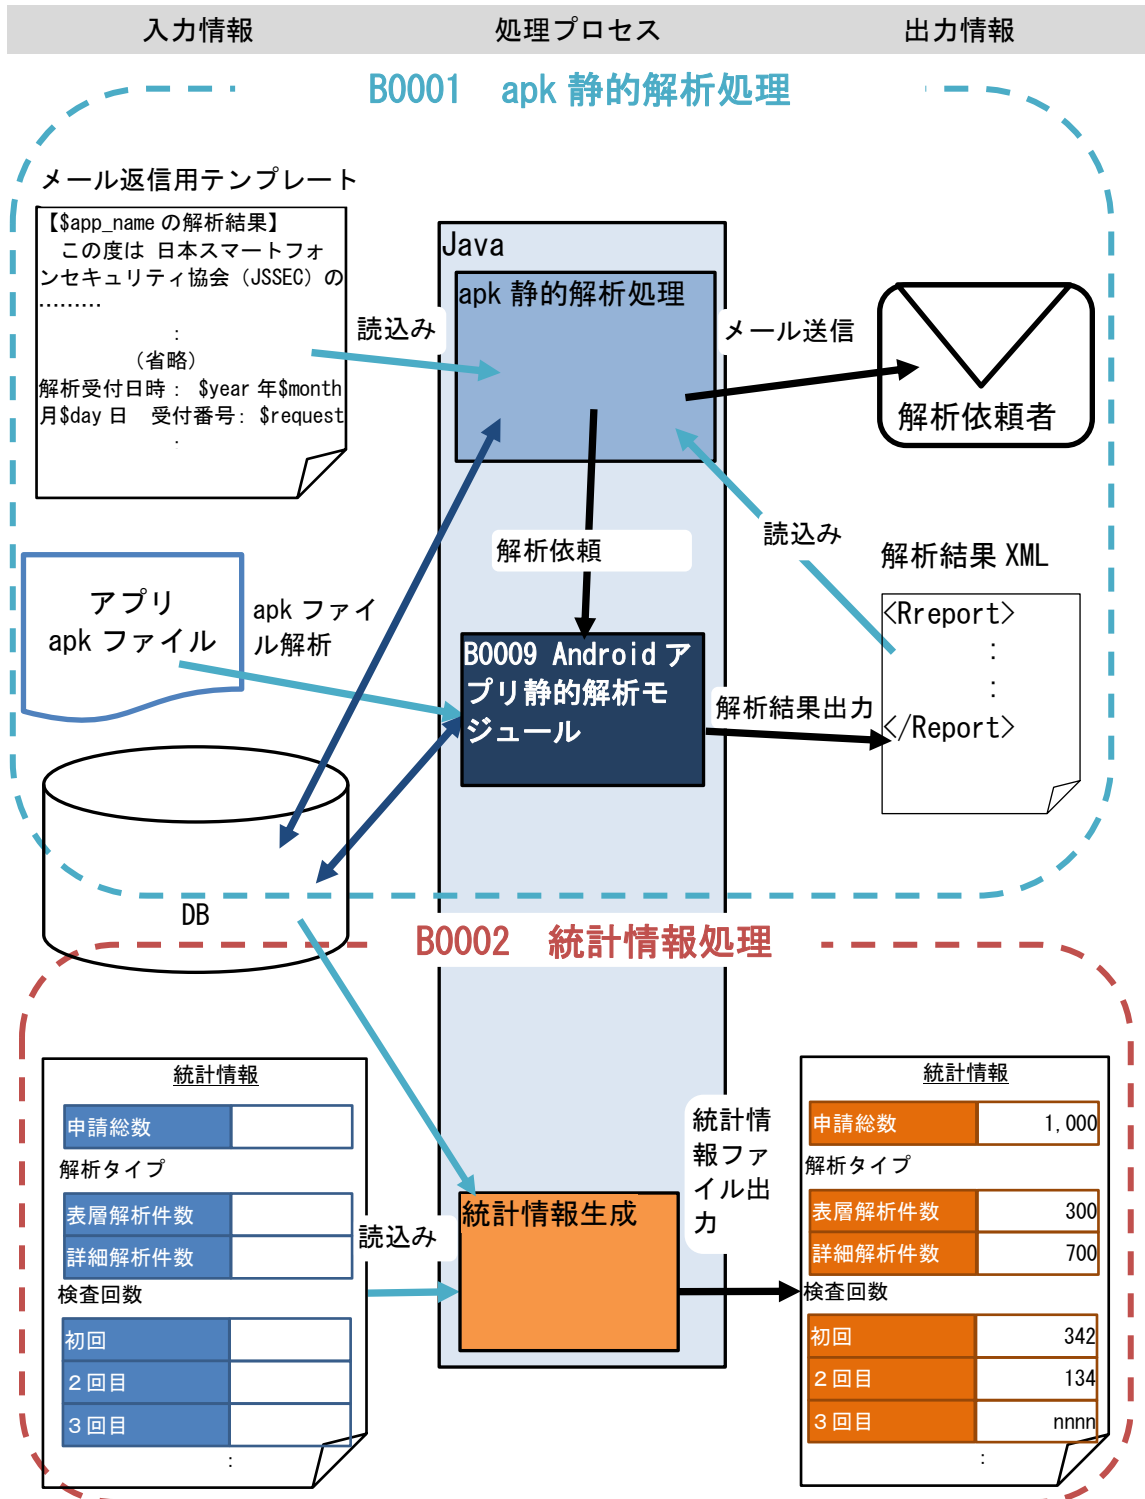 入力情報
処理プロセス
出力情報
B0001　apk 静的解析処理
メール返信用テンプレート
【$app_name の解析結果】
この度は 日本スマートフォ
ンセキュリティ協会（JSSEC）の
………
:
（省略）
解析受付日時： $year 年$month
月$day 日　受付番号: $request
:
読込み
Java
apk 静的解析処理
メール送信
解析依頼者
解析依頼
読込み
解析結果 XML
<Rreport>
:
:
</Report>
アプリ
apk ファイル
apk ファイ
ル解析
B0009 Android ア
プリ静的解析モ
ジュール
解析結果出力
DB
B0002　統計情報処理
統計情報
申請総数
解析タイプ
表層解析件数
詳細解析件数
検査回数
初回
２回目
３回目
:
読込み
統計情報生成
統計情
報ファ
イル出
力
統計情報
申請総数 1,000
解析タイプ
表層解析件数 300
詳細解析件数 700
検査回数
初回 342
２回目 134
３回目 nnnn
: